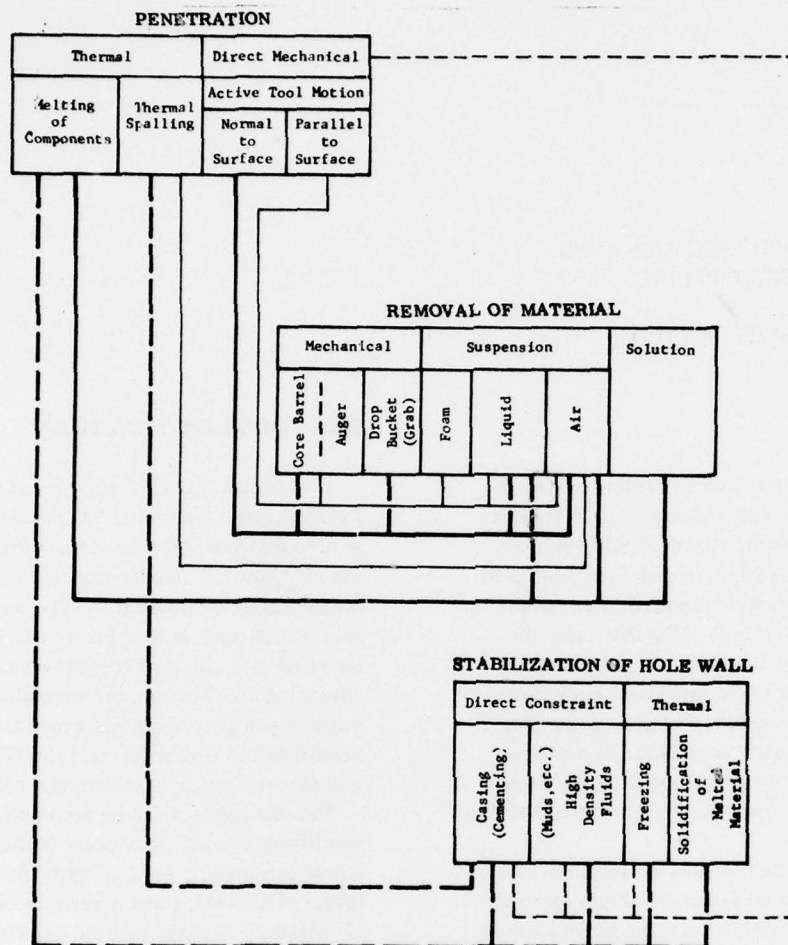 PENETRATION
Thermal
Direct Mechanical
Melting
of
Components
Thermal
Spalling
Active Tool Motion
Normal
to
Surface
Parallel
to
Surface
REMOVAL OF MATERIAL
Mechanical
Suspension
Solution
Core Barrel
Auger
Drop
Bucket
(Grab)
Foam
Liquid
Air
STABILIZATION OF HOLE WALL
Direct Constraint
Thermal
Casing
(Cementing)
(Muds,etc.)
High
Density
Fluids
Freezing
Solidification
of
Melted
Material